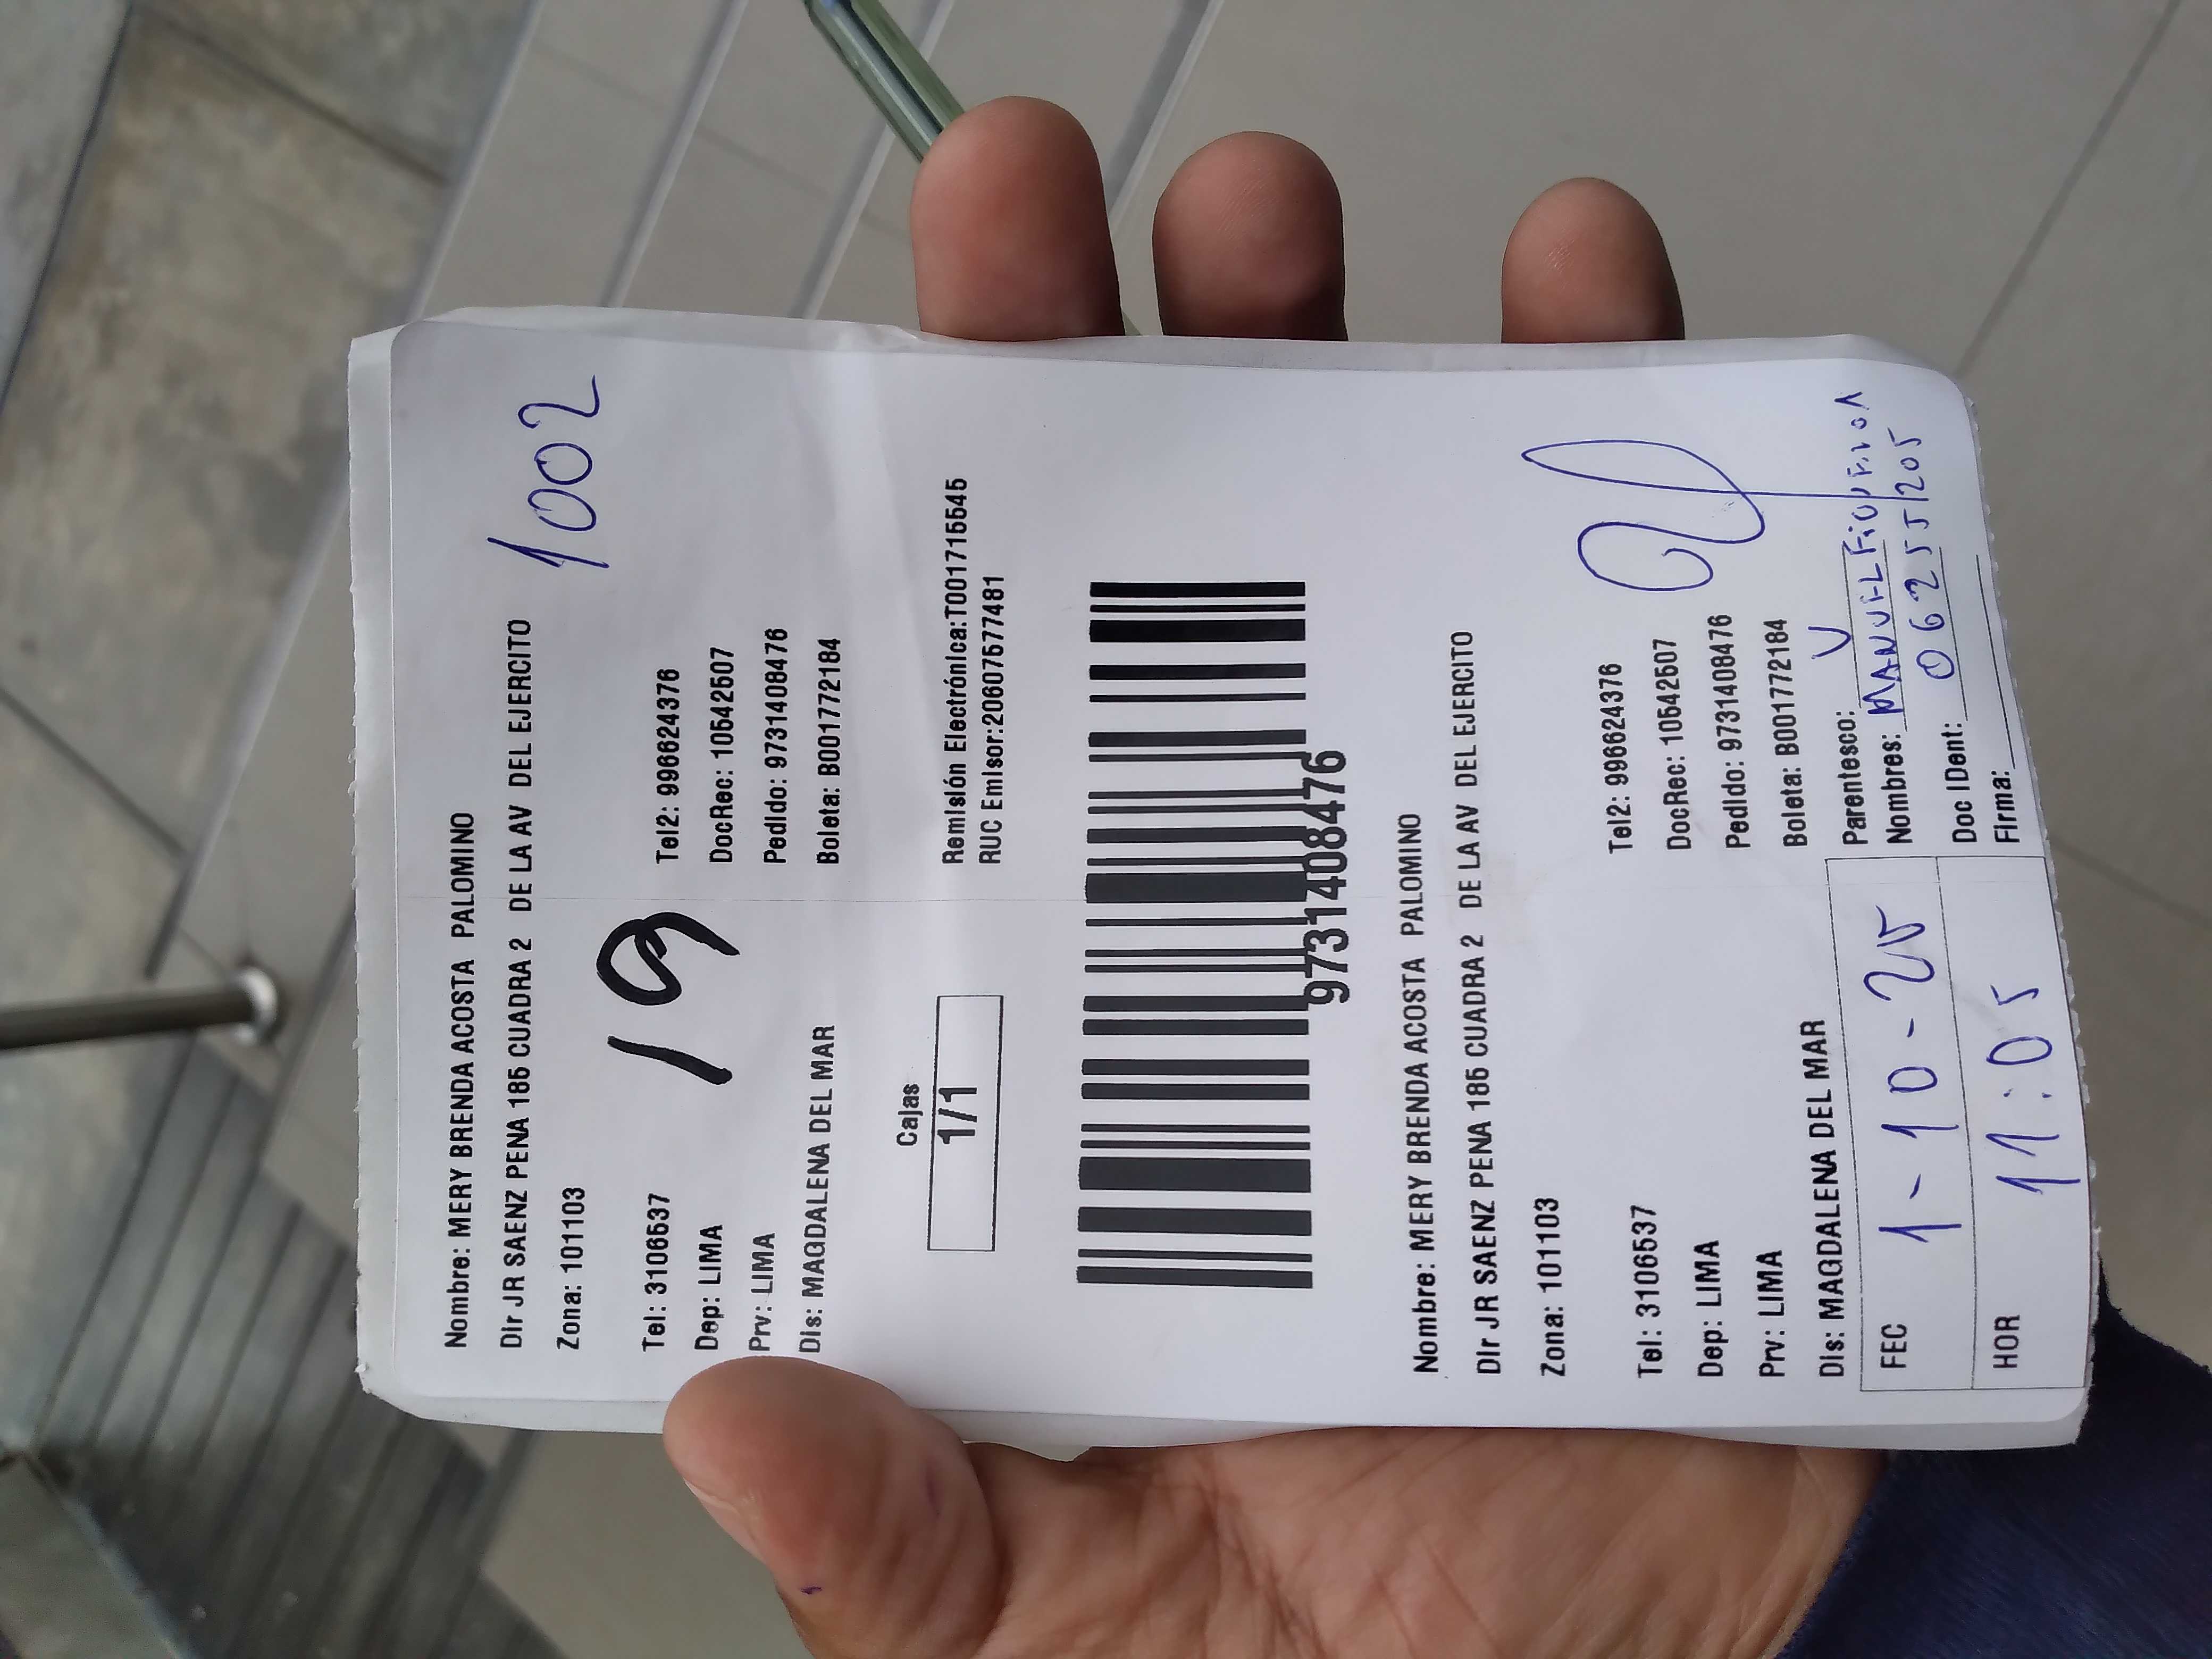 Nombre: MERY BRENDA ACOSTA PALOMINO
Dir JR SAENZ PENA 185 CUADRA 2 DE LA AV DEL EJERCITO
1002
Zona: 101103
19
Tel: 3106537 Tel2: 996624376
Dep: LIMA DocRec: 10542507
Prv: LIMA Pedido: 97314084476
Dis: MAGDALENA DEL MAR Boleta: B001772184
Cajas
1/1
Remisión Electrónica:T001715545
RUC Emisor:20607577481
9731408476
Nombre: MERY BRENDA ACOSTA PALOMINO
Dir JR SAENZ PENA 185 CUADRA 2 DE LA AV DEL EJERCITO
Zona: 101103
Tel: 3106537 Tel2: 996624376
Dep: LIMA DocRec: 10542507
Prv: LIMA Pedido: 9731408476
Dis: MAGDALENA DEL MAR Boleta: B001772184
FEC 1-10-25
HOR 11:05
Parentesco: V
Nombres: MANUEL FIGUEROA
Doc IDent: 06255205
Firma: